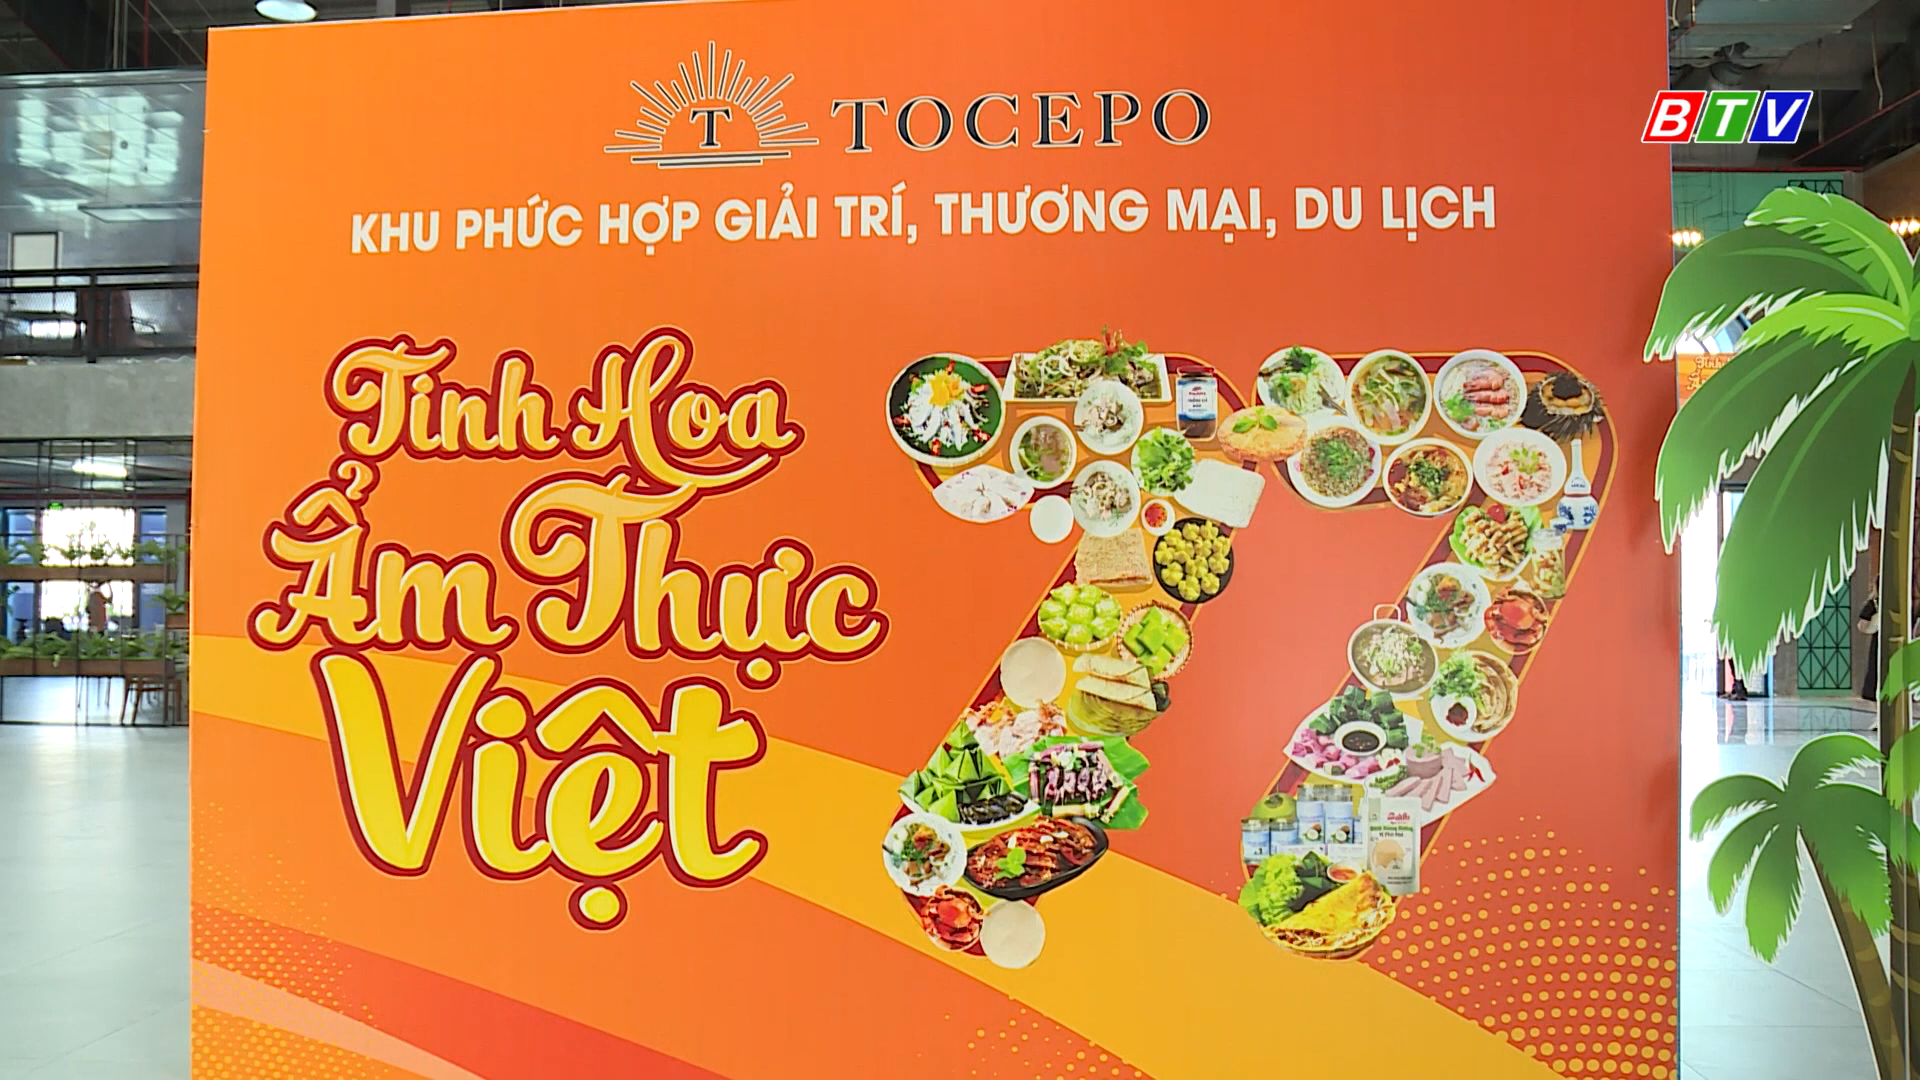 T TOCEPO
BTV
KHU PHỨC HỢP GIẢI TRÍ, THƯƠNG MẠI, DU LỊCH
Tinh Hoa
Ẩm Thực
Việt
77